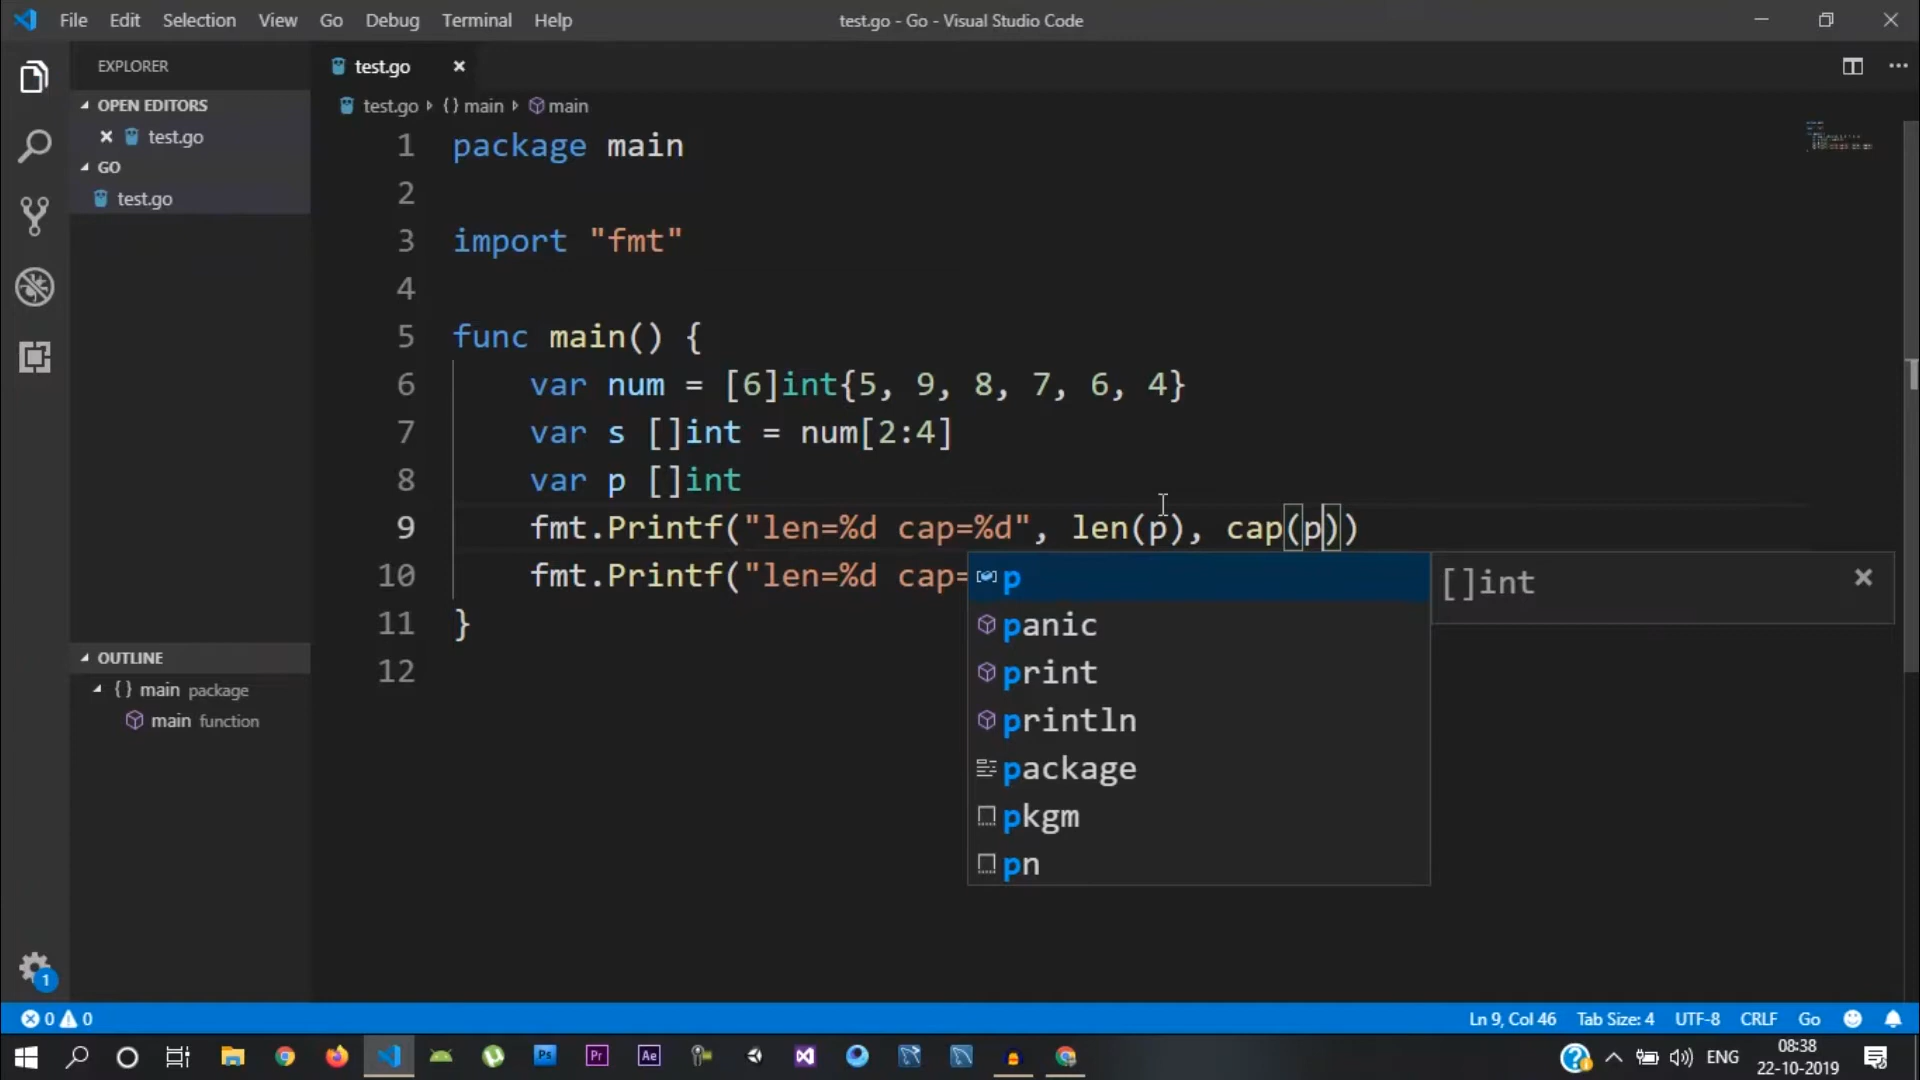 File Edit Selection View Go Debug Terminal Help
test.go - Go - Visual Studio Code
EXPLORER
OPEN EDITORS
test.go
GO
test.go
OUTLINE
{} main package
main function
test.go
test.go {} main main
1 package main
2
3 import "fmt"
4
5 func main() {
6 var num = [6]int{5, 9, 8, 7, 6, 4}
7 var s []int = num[2:4]
8 var p []int
9 fmt.Printf("len=%d cap=%d", len(p), cap(p))
10 fmt.Printf("len=%d cap=
11 }
12
p
[]int
panic
print
println
package
pkgm
pn
1
0 0
Ln 9, Col 46 Tab Size: 4 UTF-8 CRLF Go
Ps Pr Ae
ENG
08:38
22-10-2019